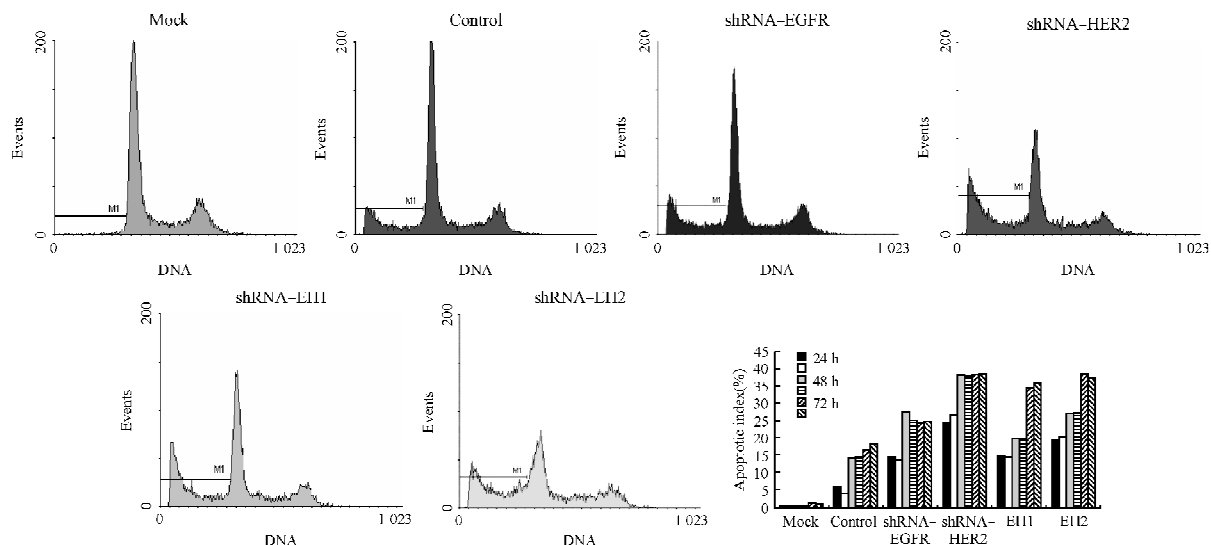 Mock
200
Events
M1
0
0
1 023
DNA
Control
200
Events
M1
0
0
1 023
DNA
shRNA–EGFR
200
Events
M1
0
0
1 023
DNA
shRNA–HER2
200
Events
M1
0
0
1 023
DNA
shRNA–EH1
200
Events
M1
0
0
1 023
DNA
shRNA–EH2
200
Events
M1
0
0
1 023
DNA
Apoprotic index(%)
45
40
35
30
25
20
15
10
5
0
24 h
48 h
72 h
Mock
Control
shRNA–
EGFR
shRNA–
HER2
EH1
EH2